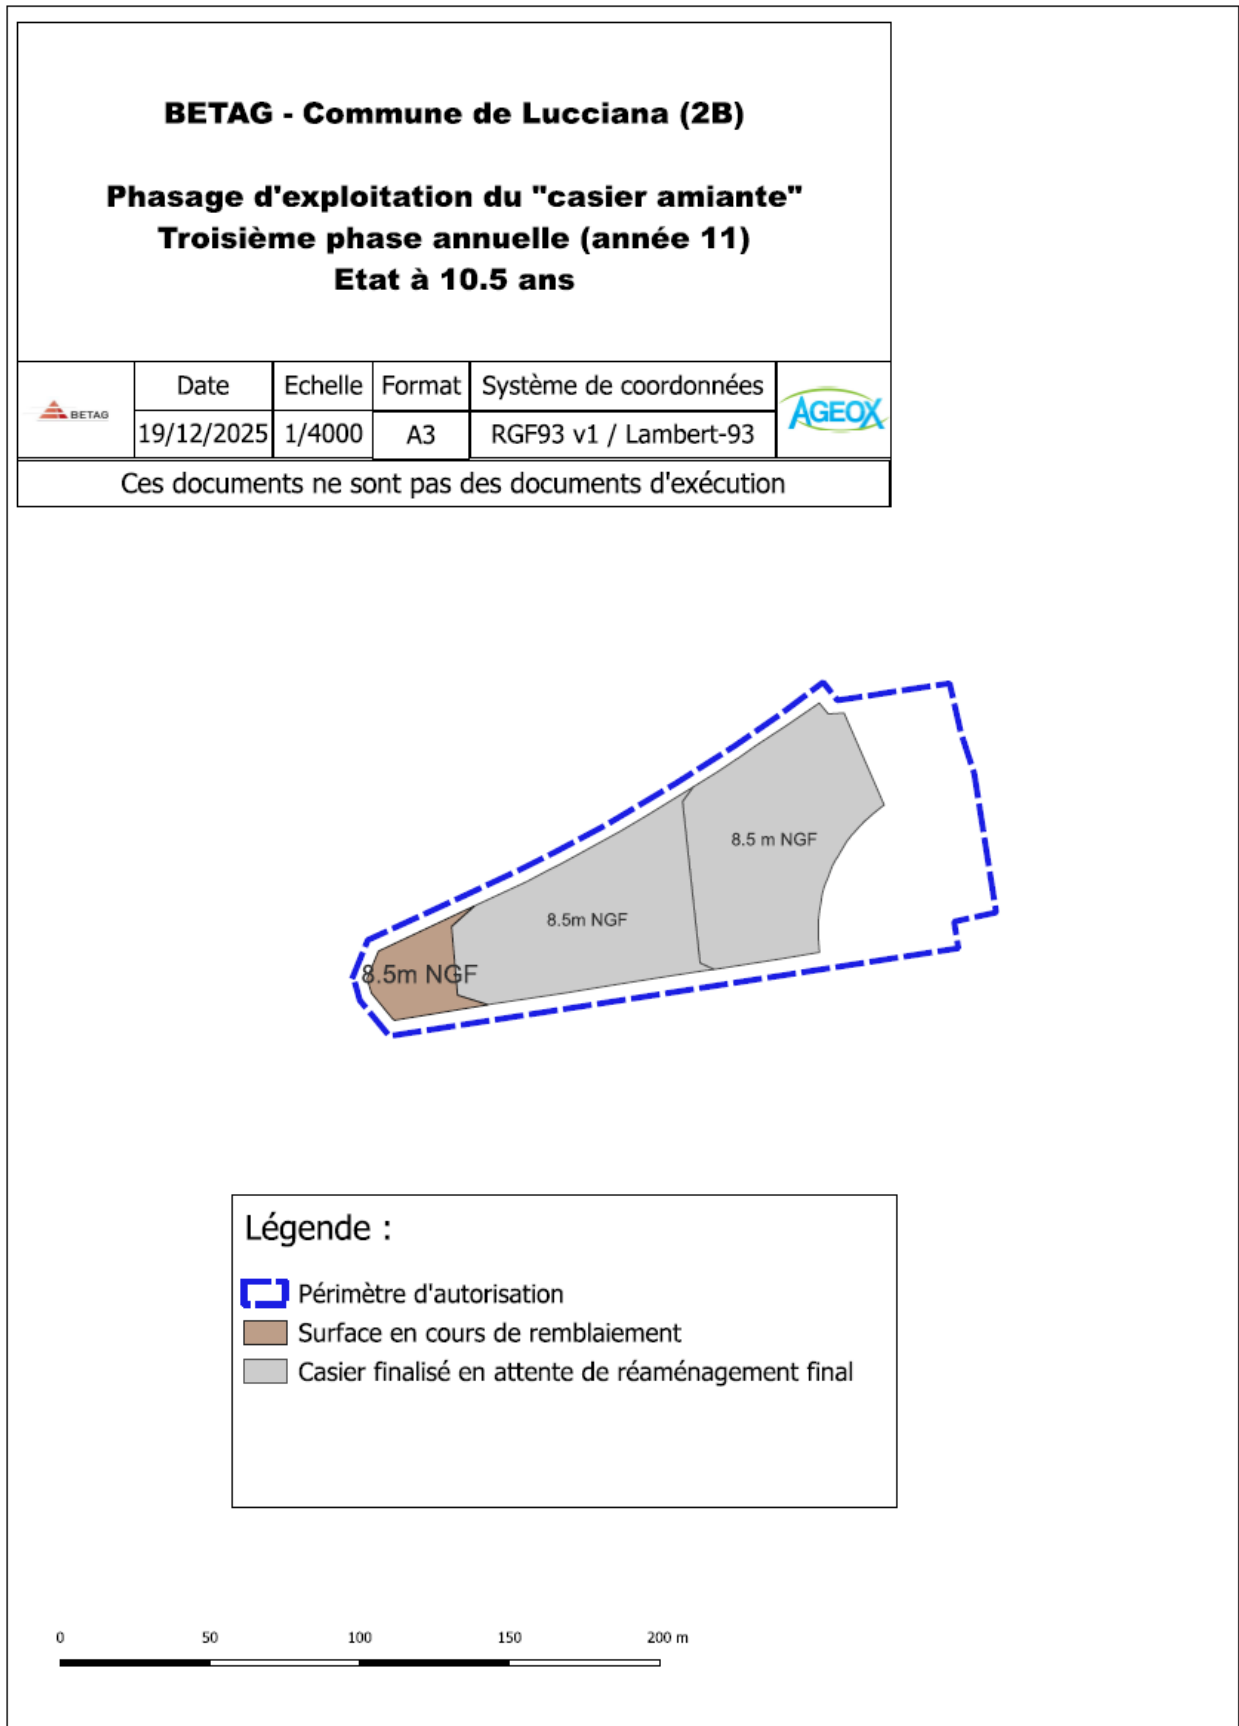 BETAG - Commune de Lucciana (2B)
Phasage d'exploitation du "casier amiante"
Troisième phase annuelle (année 11)
Etat à 10.5 ans
BETAG
Date
Echelle
Format
Système de coordonnées
AGEOX
19/12/2025
1/4000
A3
RGF93 v1 / Lambert-93
Ces documents ne sont pas des documents d'exécution
8.5 m NGF
8.5m NGF
8.5m NGF
Légende :
Périmètre d'autorisation
Surface en cours de remblaiement
Casier finalisé en attente de réaménagement final
0 50 100 150 200 m